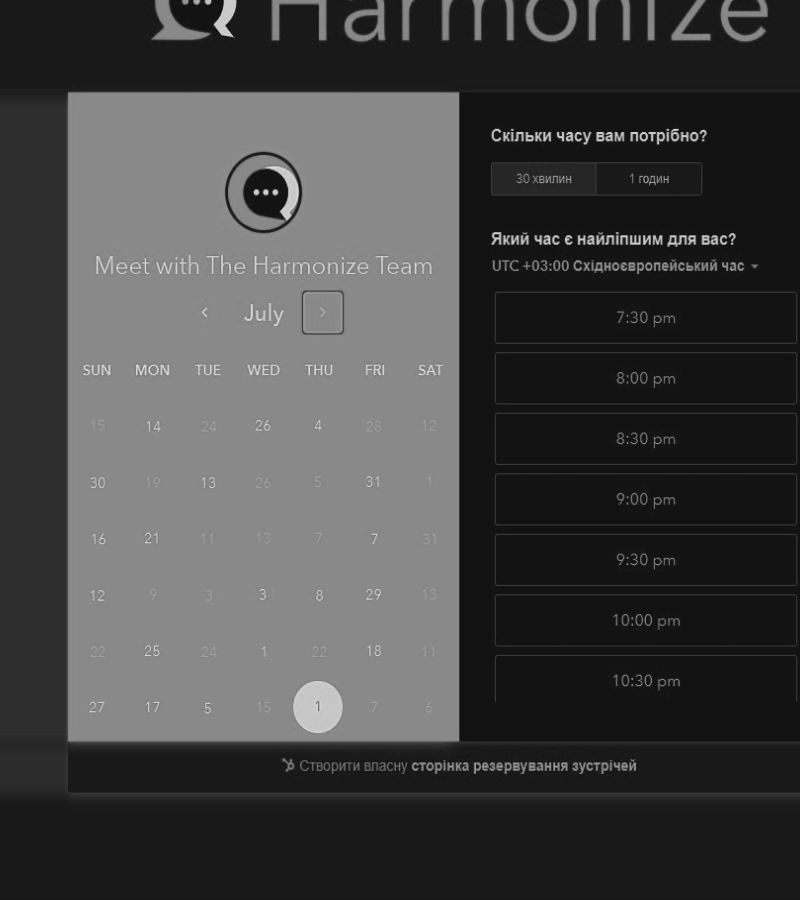 Harmonize
Meet with The Harmonize Team
July
SUN MON TUE WED THU FRI SAT
15 14 24 26 4 28 12
30 19 13 26 5 31 1
16 21 11 13 7 7 31
12 9 3 3 8 29 13
22 25 24 1 22 18 11
27 17 5 15 1 7 6
Скільки часу вам потрібно?
30 хвилин 1 годин
Який час є найліпшим для вас?
UTC +03:00 Східноєвропейський час
7:30 pm
8:00 pm
8:30 pm
9:00 pm
9:30 pm
10:00 pm
10:30 pm
Створити власну сторінка резервування зустрічей